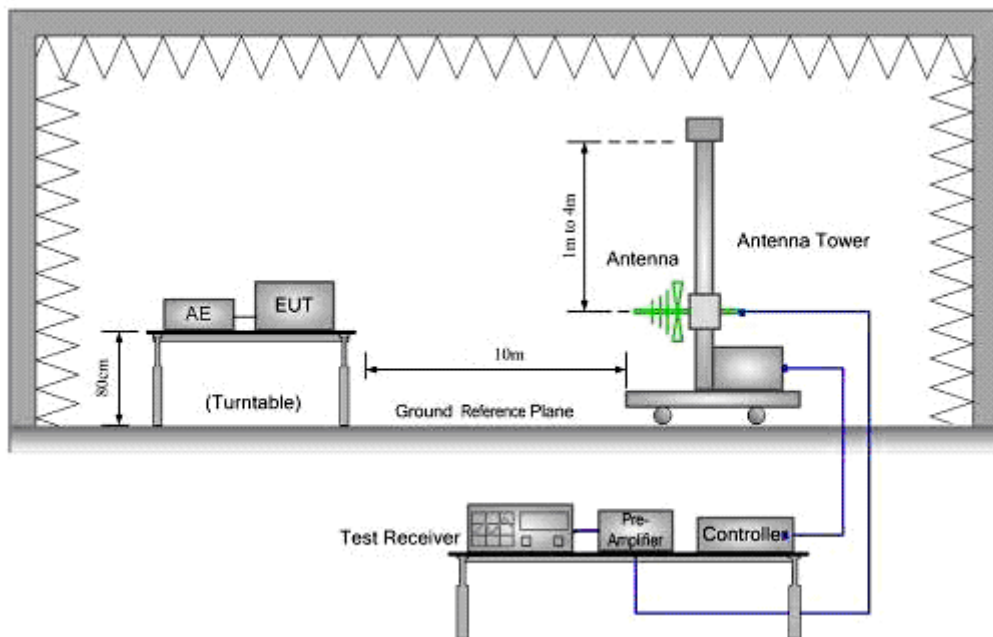 1m to 4m
Antenna
Antenna Tower
AE
EUT
80cm
(Turntable)
10m
Ground Reference Plane
Test Receiver
Pre-
Amplifier
Controller